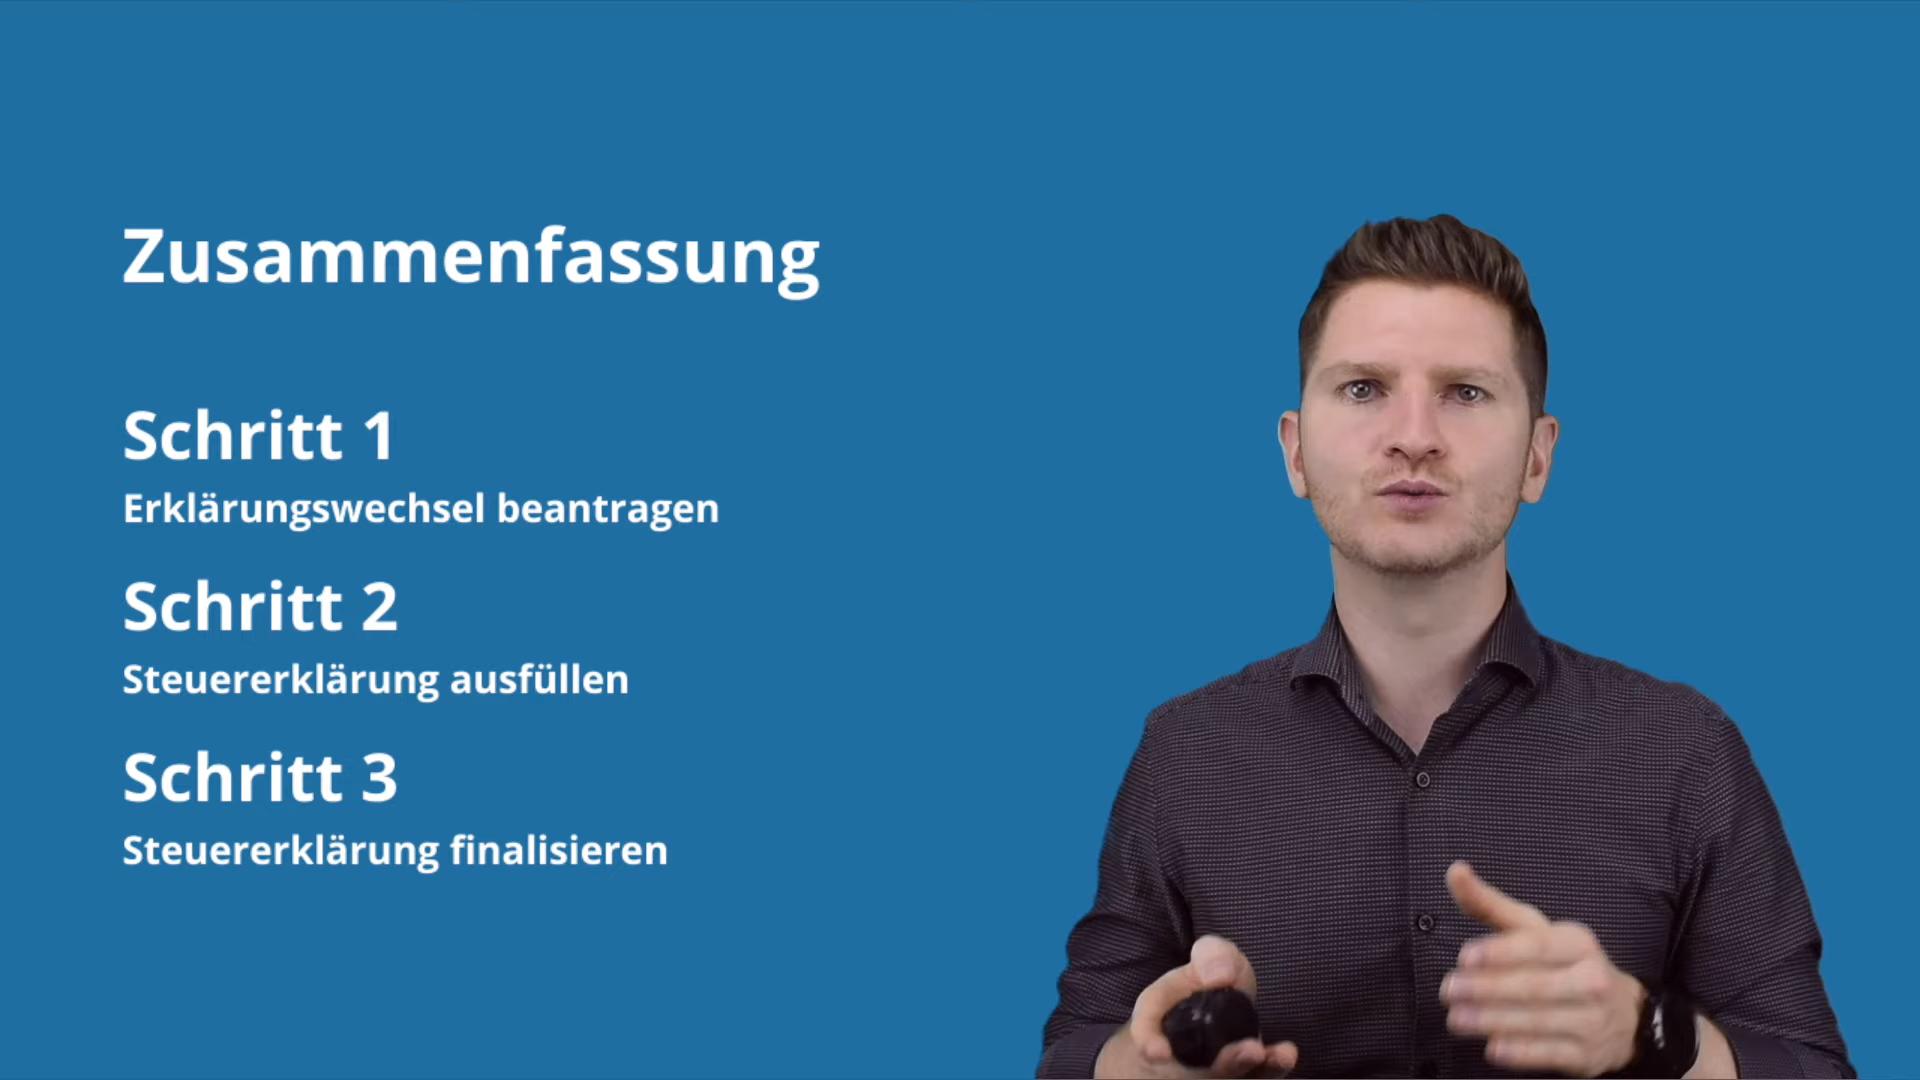 Zusammenfassung
Schritt 1
Erklärungswechsel beantragen
Schritt 2
Steuererklärung ausfüllen
Schritt 3
Steuererklärung finalisieren